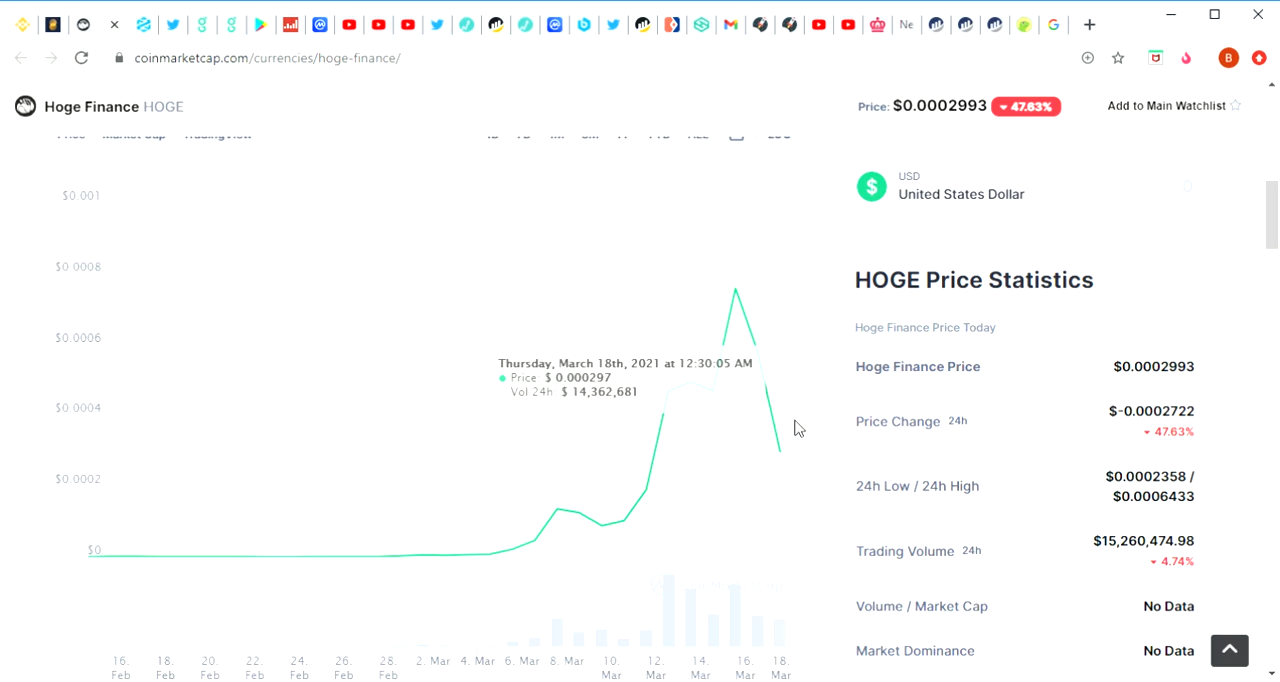 Ne
coinmarketcap.com/currencies/hoge-finance/
B
Hoge Finance HOGE
Price: $0.0002993 47.63%
Add to Main Watchlist
Price Market Cap TradingView
$0.001
$0.0008
$0.0006
$0.0004
$0.0002
$0
Thursday, March 18th, 2021 at 12:30:05 AM
Price $ 0.000297
Vol 24h $ 14,362,681
16. Feb
18. Feb
20. Feb
22. Feb
24. Feb
26. Feb
28. Feb
2. Mar
4. Mar
6. Mar
8. Mar
10. Mar
12. Mar
14. Mar
16. Mar
18. Mar
USD
United States Dollar
0
HOGE Price Statistics
Hoge Finance Price Today
Hoge Finance Price $0.0002993
Price Change 24h $-0.0002722
47.63%
24h Low / 24h High $0.0002358 /
$0.0006433
Trading Volume 24h $15,260,474.98
4.74%
Volume / Market Cap No Data
Market Dominance No Data